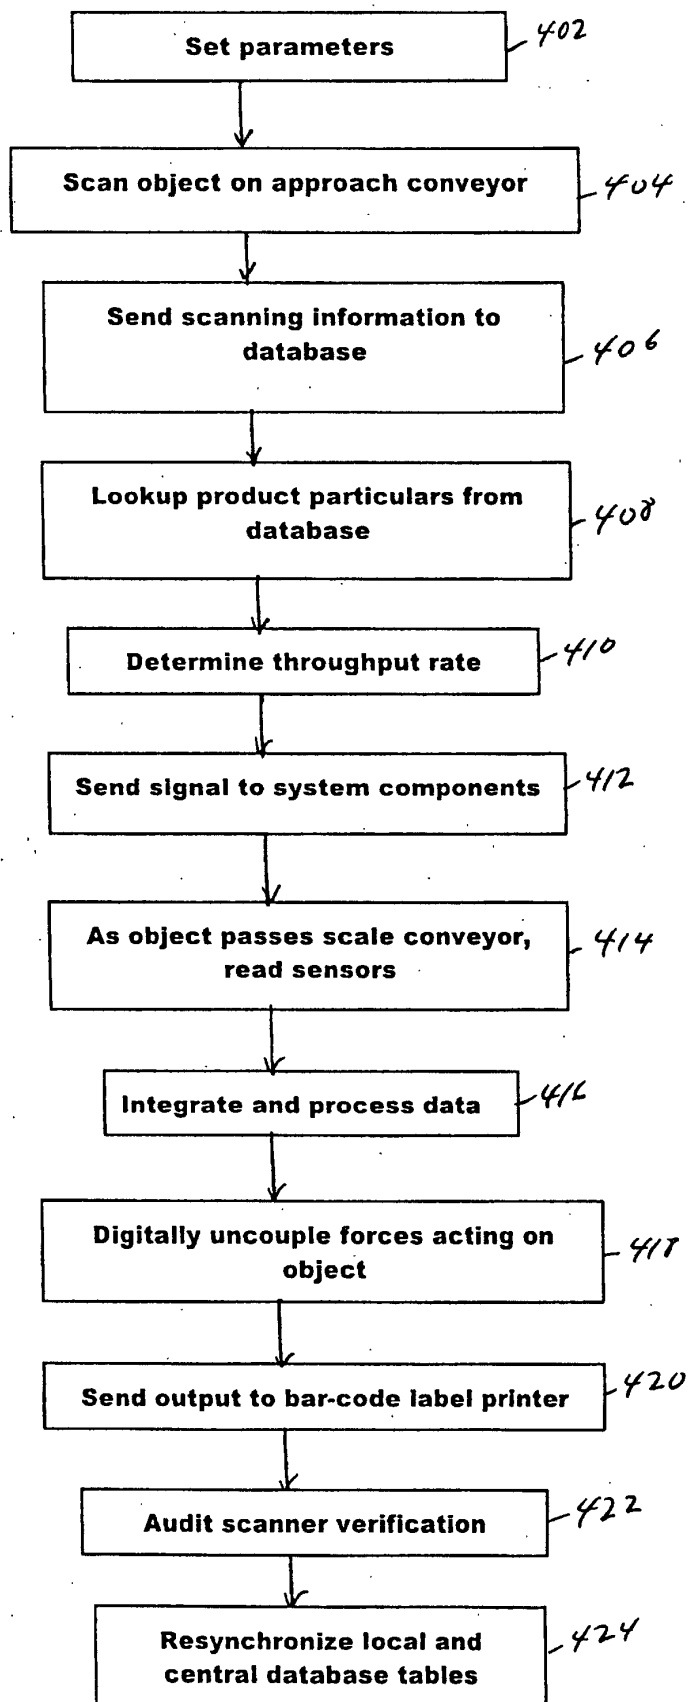 Set parameters
402
Scan object on approach conveyor
404
Send scanning information to
database
406
Lookup product particulars from
database
408
Determine throughput rate
410
Send signal to system components
412
As object passes scale conveyor,
read sensors
414
Integrate and process data
416
Digitally uncouple forces acting on
object
418
Send output to bar-code label printer
420
Audit scanner verification
422
Resynchronize local and
central database tables
424